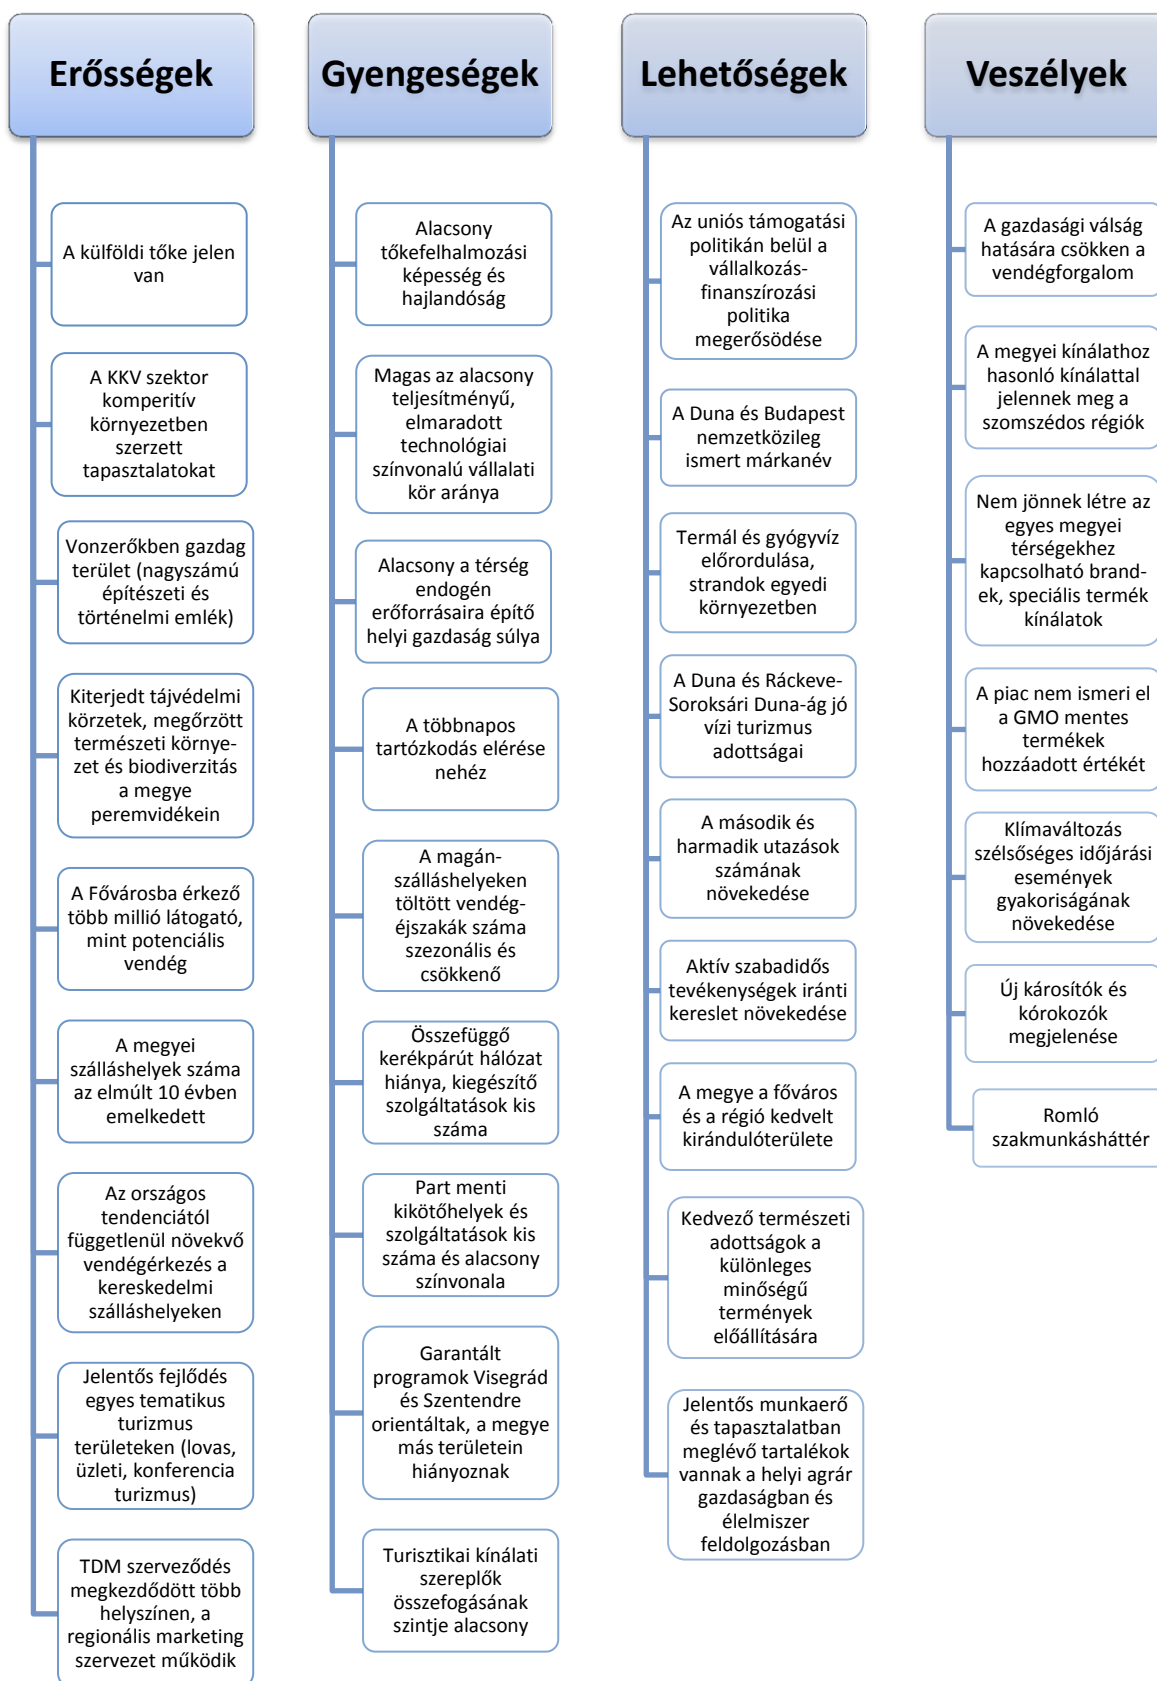 Erősségek
A külföldi tőke jelen
van
A KKV szektor
komperitív
környezetben
szerzett
tapasztalatokat
Vonzerőkben gazdag
terület (nagyszámú
építészeti és
történelmi emlék)
Kiterjedt tájvédelmi
körzetek, megőrzött
természeti környe-
zet és biodiverzitás
a megye
peremvidékein
A Fővárosba érkező
több millió látogató,
mint potenciális
vendég
A megyei
szálláshelyek száma
az elmúlt 10 évben
emelkedett
Az országos
tendenciától
függetlenül növekvő
vendégérkezés a
kereskedelmi
szálláshelyeken
Jelentős fejlődés
egyes tematikus
turizmus
területeken (lovas,
üzleti, konferencia
turizmus)
TDM szerveződés
megkezdődött több
helyszínen, a
regionális marketing
szervezet működik
Gyengeségek
Alacsony
tőkefelhalmozási
képesség és
hajlandóság
Magas az alacsony
teljesítményű,
elmaradott
technológiai
színvonalú vállalati
kör aránya
Alacsony a térség
endogén
erőforrásaira építő
helyi gazdaság súlya
A többnapos
tartózkodás elérése
nehéz
A magán-
szálláshelyeken
töltött vendég-
éjszakák száma
szezonális és
csökkenő
Összefüggő
kerékpárút hálózat
hiánya, kiegészítő
szolgáltatások kis
száma
Part menti
kikötőhelyek és
szolgáltatások kis
száma és alacsony
színvonala
Garantált
programok Visegrád
és Szentendre
orientáltak, a megye
más területein
hiányoznak
Turisztikai kínálati
szereplők
összefogásának
szintje alacsony
Lehetőségek
Az uniós támogatási
politikán belül a
vállalkozás-
finanszírozási
politika
megerősödése
A Duna és Budapest
nemzetközileg
ismert márkanév
Termál és gyógyvíz
előrordulása,
strandok egyedi
környezetben
A Duna és Ráckeve-
Soroksári Duna-ág jó
vízi turizmus
adottságai
A második és
harmadik utazások
számának
növekedése
Aktív szabadidős
tevékenységek iránti
kereslet növekedése
A megye a főváros
és a régió kedvelt
kirándulóterülete
Kedvező természeti
adottságok a
különleges
minőségű
termények
előállítására
Jelentős munkaerő
és tapasztalatban
meglévő tartalékok
vannak a helyi agrár
gazdaságban és
élelmiszer
feldolgozásban
Veszélyek
A gazdasági válság
hatására csökken a
vendégforgalom
A megyei kínálathoz
hasonló kínálattal
jelennek meg a
szomszédos régiók
Nem jönnek létre az
egyes megyei
térségekhez
kapcsolható brand-
ek, speciális termék
kínálatok
A piac nem ismeri el
a GMO mentes
termékek
hozzáadott értékét
Klímaváltozás
szélsőséges időjárási
események
gyakoriságának
növekedése
Új károsítók és
kórokozók
megjelenése
Romló
szakmunkásháttér